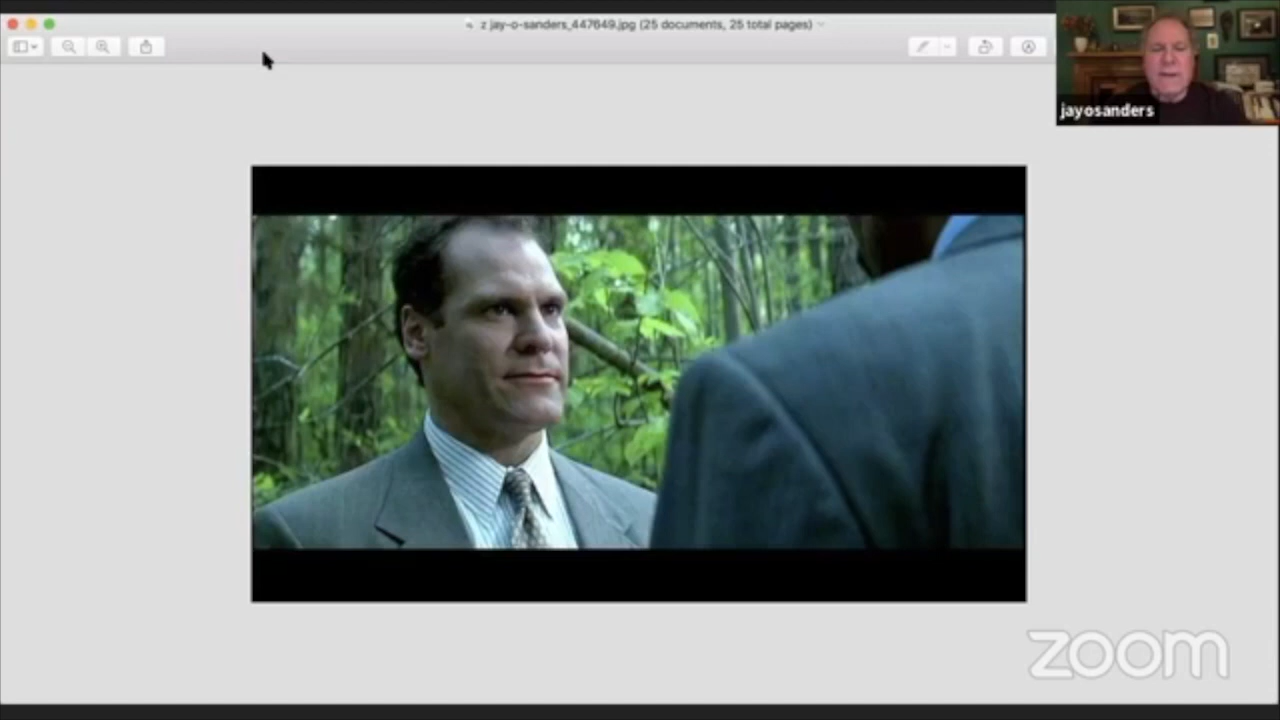 z jay-o-sanders_447649.jpg (25 documents, 25 total pages)
jayosanders
zoom